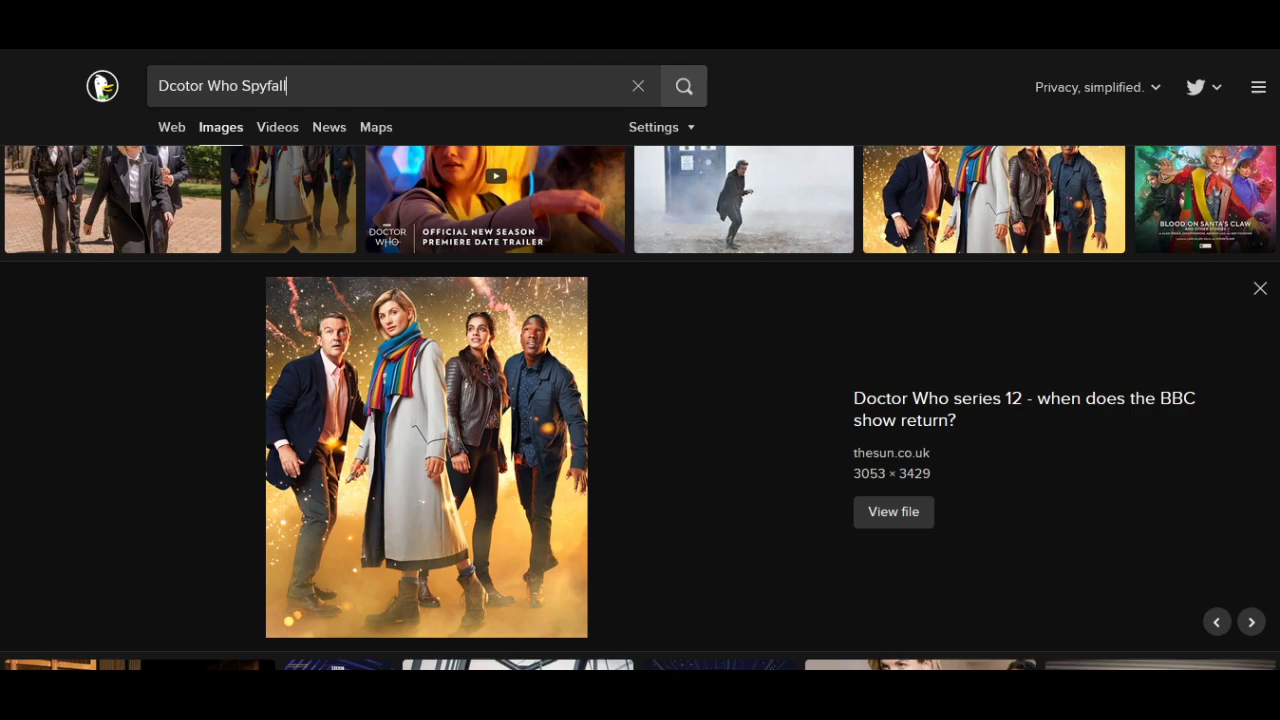 Dcotor Who Spyfall
Privacy, simplified.
Web Images Videos News Maps Settings
DOCTOR WHO
OFFICIAL NEW SEASON
PREMIERE DATE TRAILER
BLOOD ON SANTA'S CLAW
Doctor Who series 12 - when does the BBC
show return?
thesun.co.uk
3053 × 3429
View file